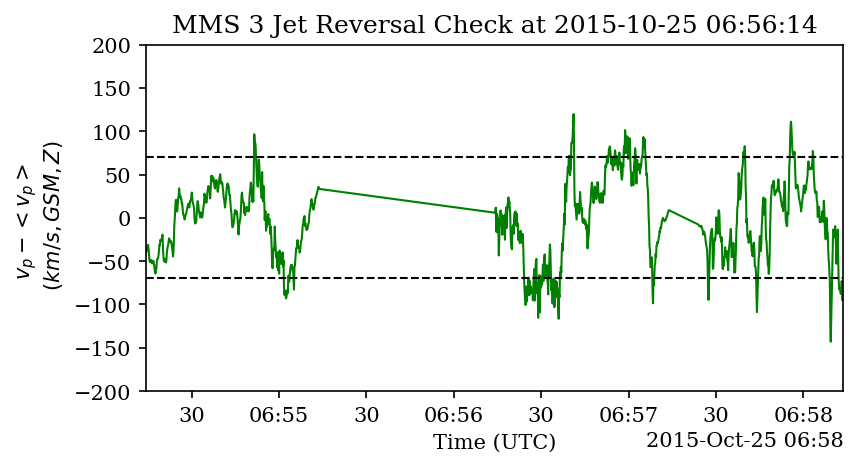 MMS 3 Jet Reversal Check at 2015-10-25 06:56:14
200
150
100
50
0
−50
−100
−150
−200
v_p − < v_p >
(km/s, GSM, Z)
30 06:55 30 06:56 30 06:57 30 06:58
Time (UTC)
2015-Oct-25 06:58